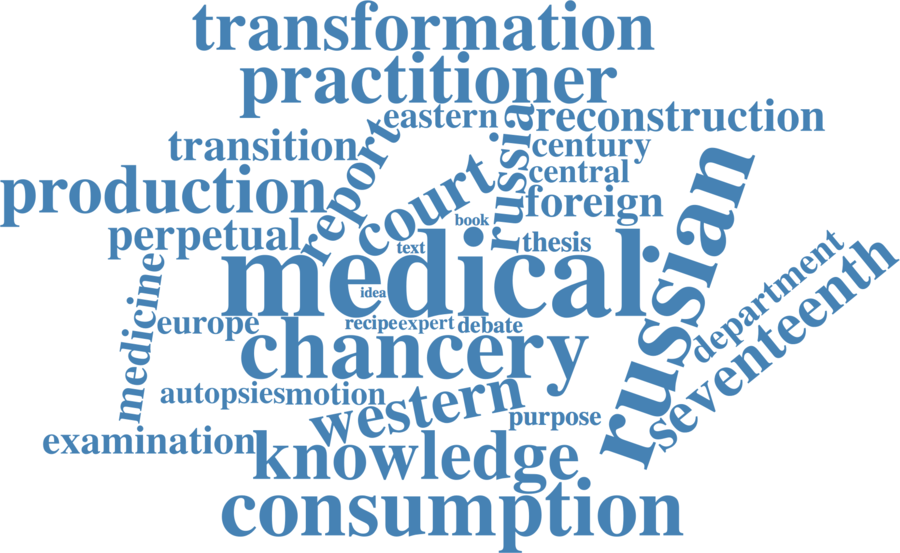 transformation
practitioner
eastern
reconstruction
transition
report
russia
century
court
central
production
foreign
russian
book
perpetual
text
thesis
medical
department
seventeenth
medicine
idea
europe
recipe
expert
debate
chancery
autopsies
motion
western
purpose
examination
knowledge
consumption